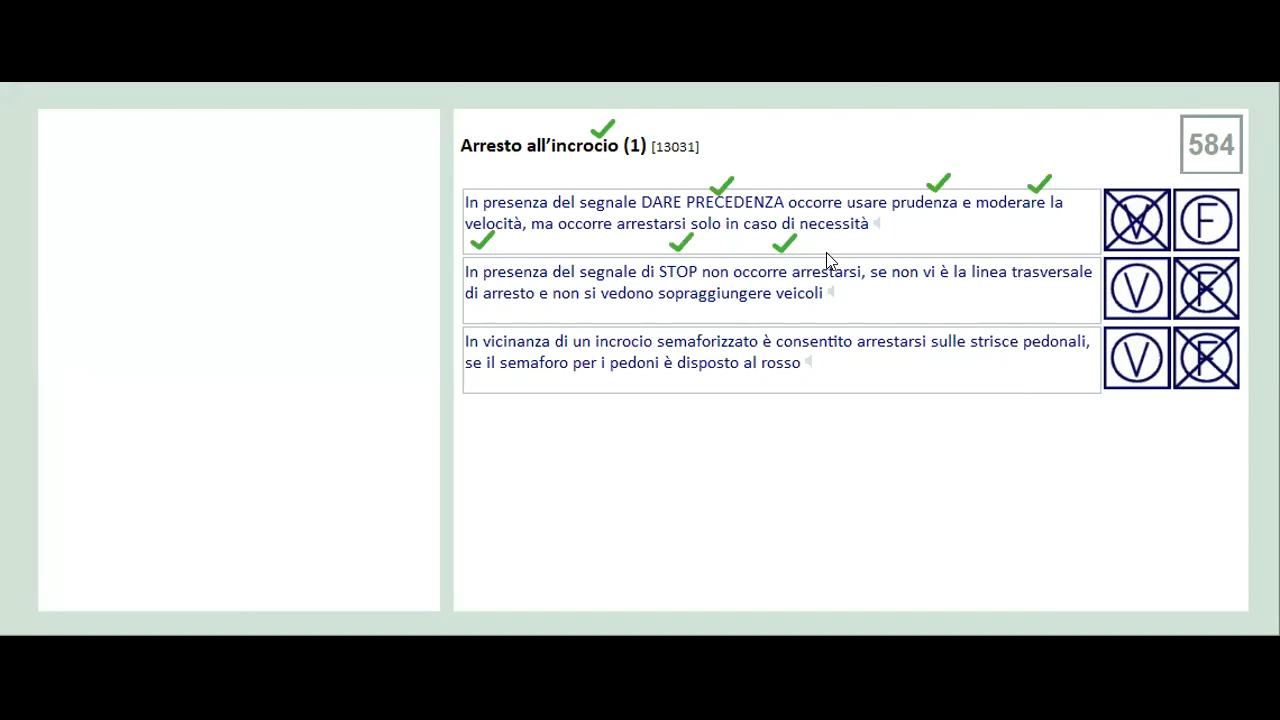 Arresto all'incrocio (1) [13031]
584
In presenza del segnale DARE PRECEDENZA occorre usare prudenza e moderare la
velocità, ma occorre arrestarsi solo in caso di necessità
V F
In presenza del segnale di STOP non occorre arrestarsi, se non vi è la linea trasversale
di arresto e non si vedono sopraggiungere veicoli
V F
In vicinanza di un incrocio semaforizzato è consentito arrestarsi sulle strisce pedonali,
se il semaforo per i pedoni è disposto al rosso
V F